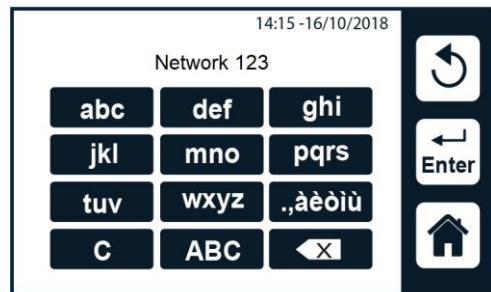 14:15 -16/10/2018
Network 123
abc def ghi
jkl mno pqrs
Enter
tuv wxyz .,àèòìù
C ABC X